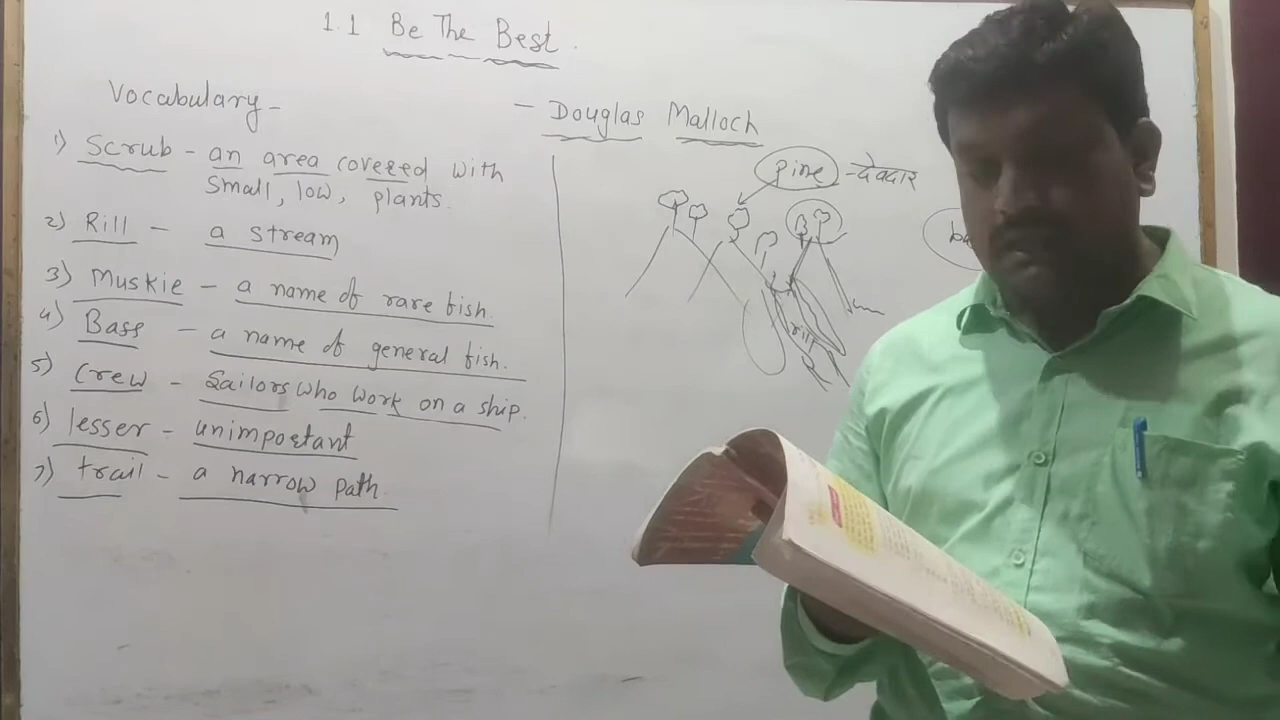 1.1 Be The Best.
Vocabulary -
- Douglas Malloch
1) Scrub - an area covered with
small, low, plants.
2) Rill - a stream
3) Muskie - a name of rare fish.
4) Bass - a name of general fish.
5) Crew - Sailors who work on a ship.
6) lesser - unimportant
7) trail - a narrow path.
pine - देवदार
rill